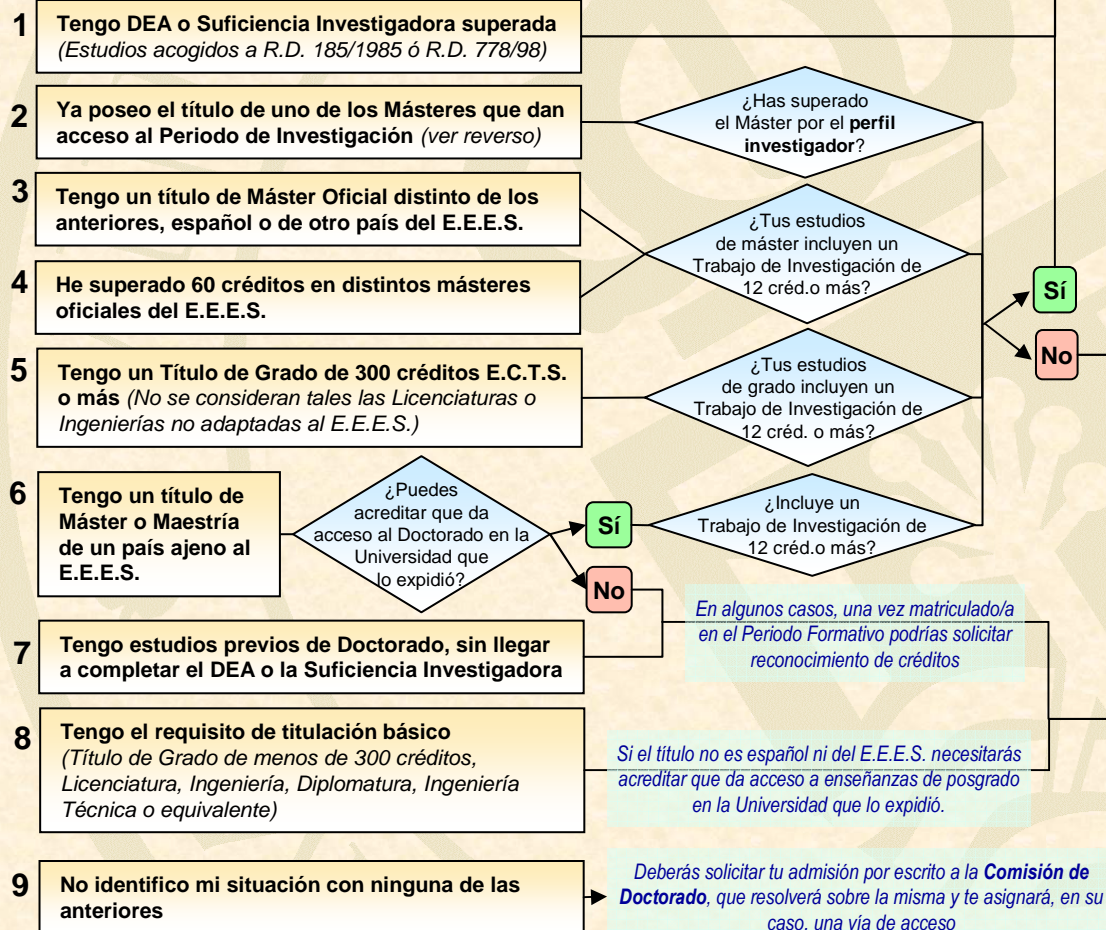 1
Tengo DEA o Suficiencia Investigadora superada
(Estudios acogidos a R.D. 185/1985 ó R.D. 778/98)
2
Ya poseo el título de uno de los Másteres que dan
acceso al Periodo de Investigación (ver reverso)
¿Has superado
el Máster por el perfil
investigador?
3
Tengo un título de Máster Oficial distinto de los
anteriores, español o de otro país del E.E.E.S.
4
He superado 60 créditos en distintos másteres
oficiales del E.E.E.S.
¿Tus estudios
de máster incluyen un
Trabajo de Investigación de
12 créd.o más?
Sí
No
5
Tengo un Título de Grado de 300 créditos E.C.T.S.
o más (No se consideran tales las Licenciaturas o
Ingenierías no adaptadas al E.E.E.S.)
¿Tus estudios
de grado incluyen un
Trabajo de Investigación de
12 créd. o más?
6
Tengo un título de
Máster o Maestría
de un país ajeno al
E.E.E.S.
¿Puedes
acreditar que da
acceso al Doctorado en la
Universidad que
lo expidió?
Sí
No
¿Incluye un
Trabajo de Investigación de
12 créd.o más?
7
Tengo estudios previos de Doctorado, sin llegar
a completar el DEA o la Suficiencia Investigadora
En algunos casos, una vez matriculado/a
en el Periodo Formativo podrías solicitar
reconocimiento de créditos
8
Tengo el requisito de titulación básico
(Título de Grado de menos de 300 créditos,
Licenciatura, Ingeniería, Diplomatura, Ingeniería
Técnica o equivalente)
Si el título no es español ni del E.E.E.S. necesitarás
acreditar que da acceso a enseñanzas de posgrado
en la Universidad que lo expidió.
9
No identifico mi situación con ninguna de las
anteriores
Deberás solicitar tu admisión por escrito a la Comisión de
Doctorado, que resolverá sobre la misma y te asignará, en su
caso, una vía de acceso